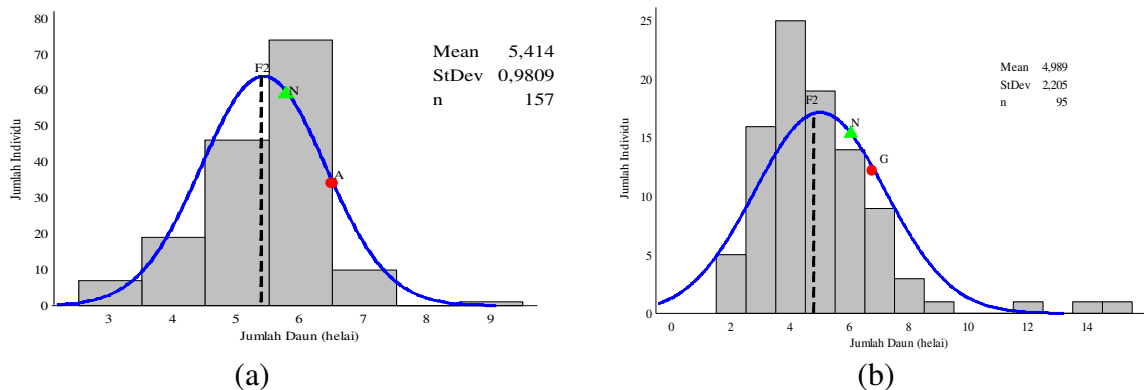 80
70
60
50
40
30
20
10
0
Jumlah Individu
F2
N
A
Mean 5,414
StDev 0,9809
n 157
3 4 5 6 7 8 9
Jumlah Daun (helai)
(a)
25
20
15
10
5
0
Jumlah Individu
F2
N
G
Mean 4,989
StDev 2,205
n 95
0 2 4 6 8 10 12 14
Jumlah Daun (helai)
(b)